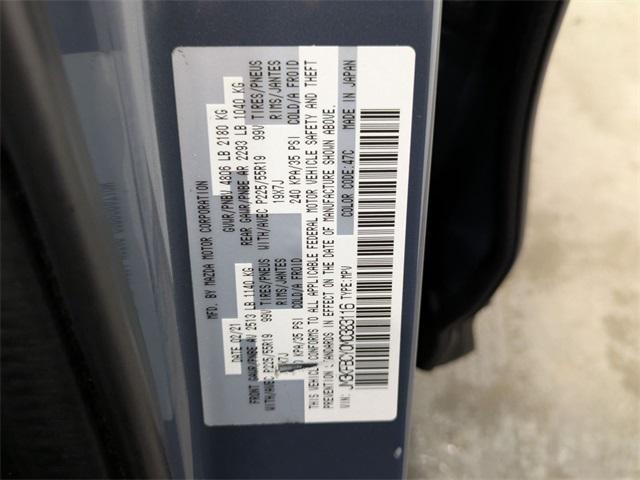 MFD. BY MAZDA MOTOR CORPORATION
DATE 02/21 GVWR/PNBV 4806 LB 2180 KG
FRONT GAWR/PNBE AV 2513 LB 1140 KG REAR GAWR/PNBE AR 2293 LB 1040 KG
WITH/AVEC P225/55R19 99V TIRES/PNEUS WITH/AVEC P225/55R19 99V TIRES/PNEUS
19X7J RIMS/JANTES 19X7J RIMS/JANTES
240 KPA/35 PSI COLD/A FROID 240 KPA/35 PSI COLD/A FROID
THIS VEHICLE CONFORMS TO ALL APPLICABLE FEDERAL MOTOR VEHICLE SAFETY AND THEFT
PREVENTION STANDARDS IN EFFECT ON THE DATE OF MANUFACTURE SHOWN ABOVE.
JM3KFBCY0M0383116
VIN: TYPE:MPV COLOR CODE:47C MADE IN JAPAN